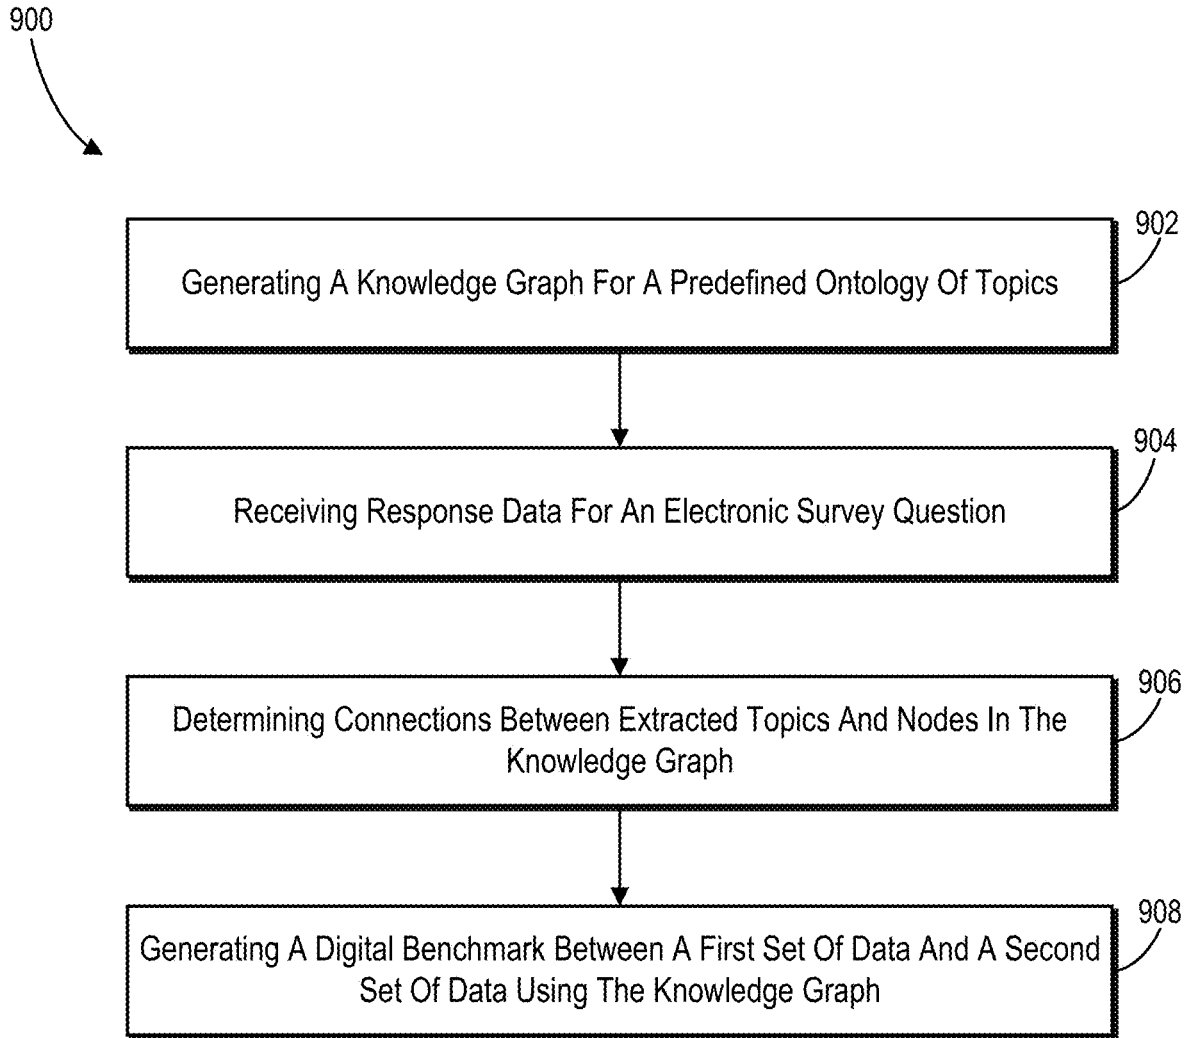 900
902
Generating A Knowledge Graph For A Predefined Ontology Of Topics
904
Receiving Response Data For An Electronic Survey Question
906
Determining Connections Between Extracted Topics And Nodes In The
Knowledge Graph
908
Generating A Digital Benchmark Between A First Set Of Data And A Second
Set Of Data Using The Knowledge Graph